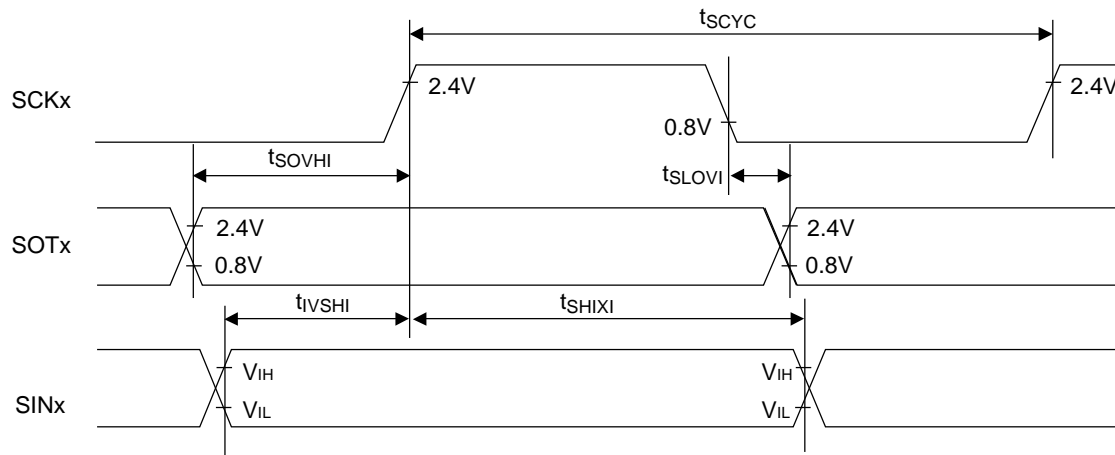 tSCYC
SCKx
2.4V
0.8V
2.4V
tSOVHI
tSLOVI
SOTx
2.4V
0.8V
2.4V
0.8V
tIVSHI
tSHIXI
SINx
VIH
VIL
VIH
VIL